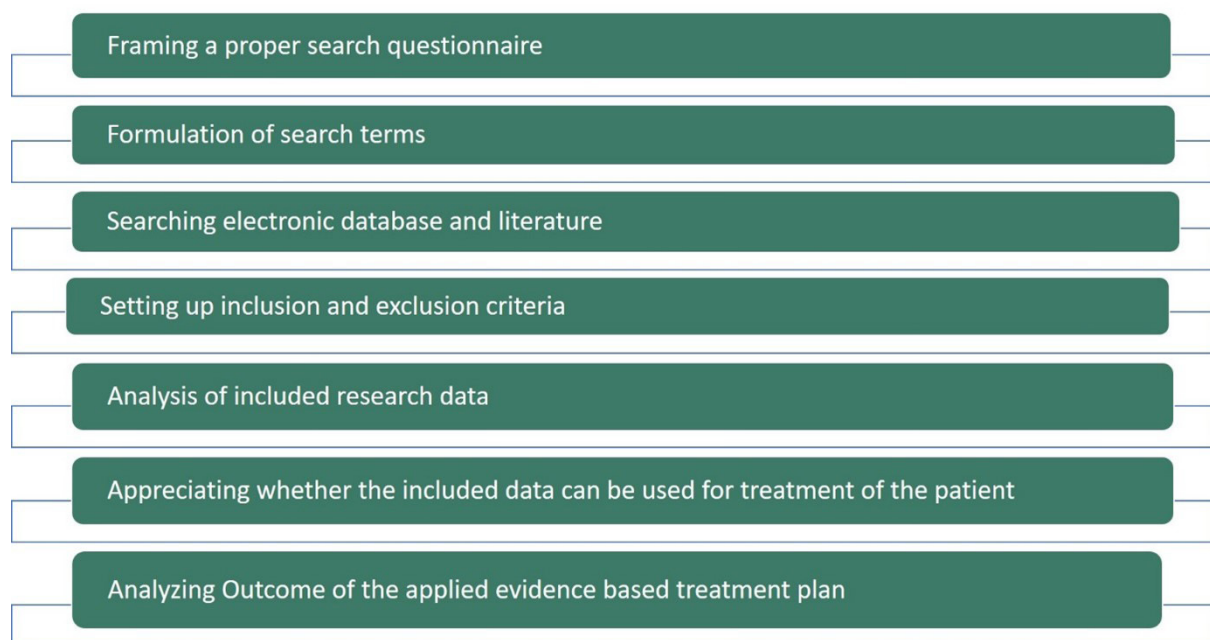 Framing a proper search questionnaire
Formulation of search terms
Searching electronic database and literature
Setting up inclusion and exclusion criteria
Analysis of included research data
Appreciating whether the included data can be used for treatment of the patient
Analyzing Outcome of the applied evidence based treatment plan